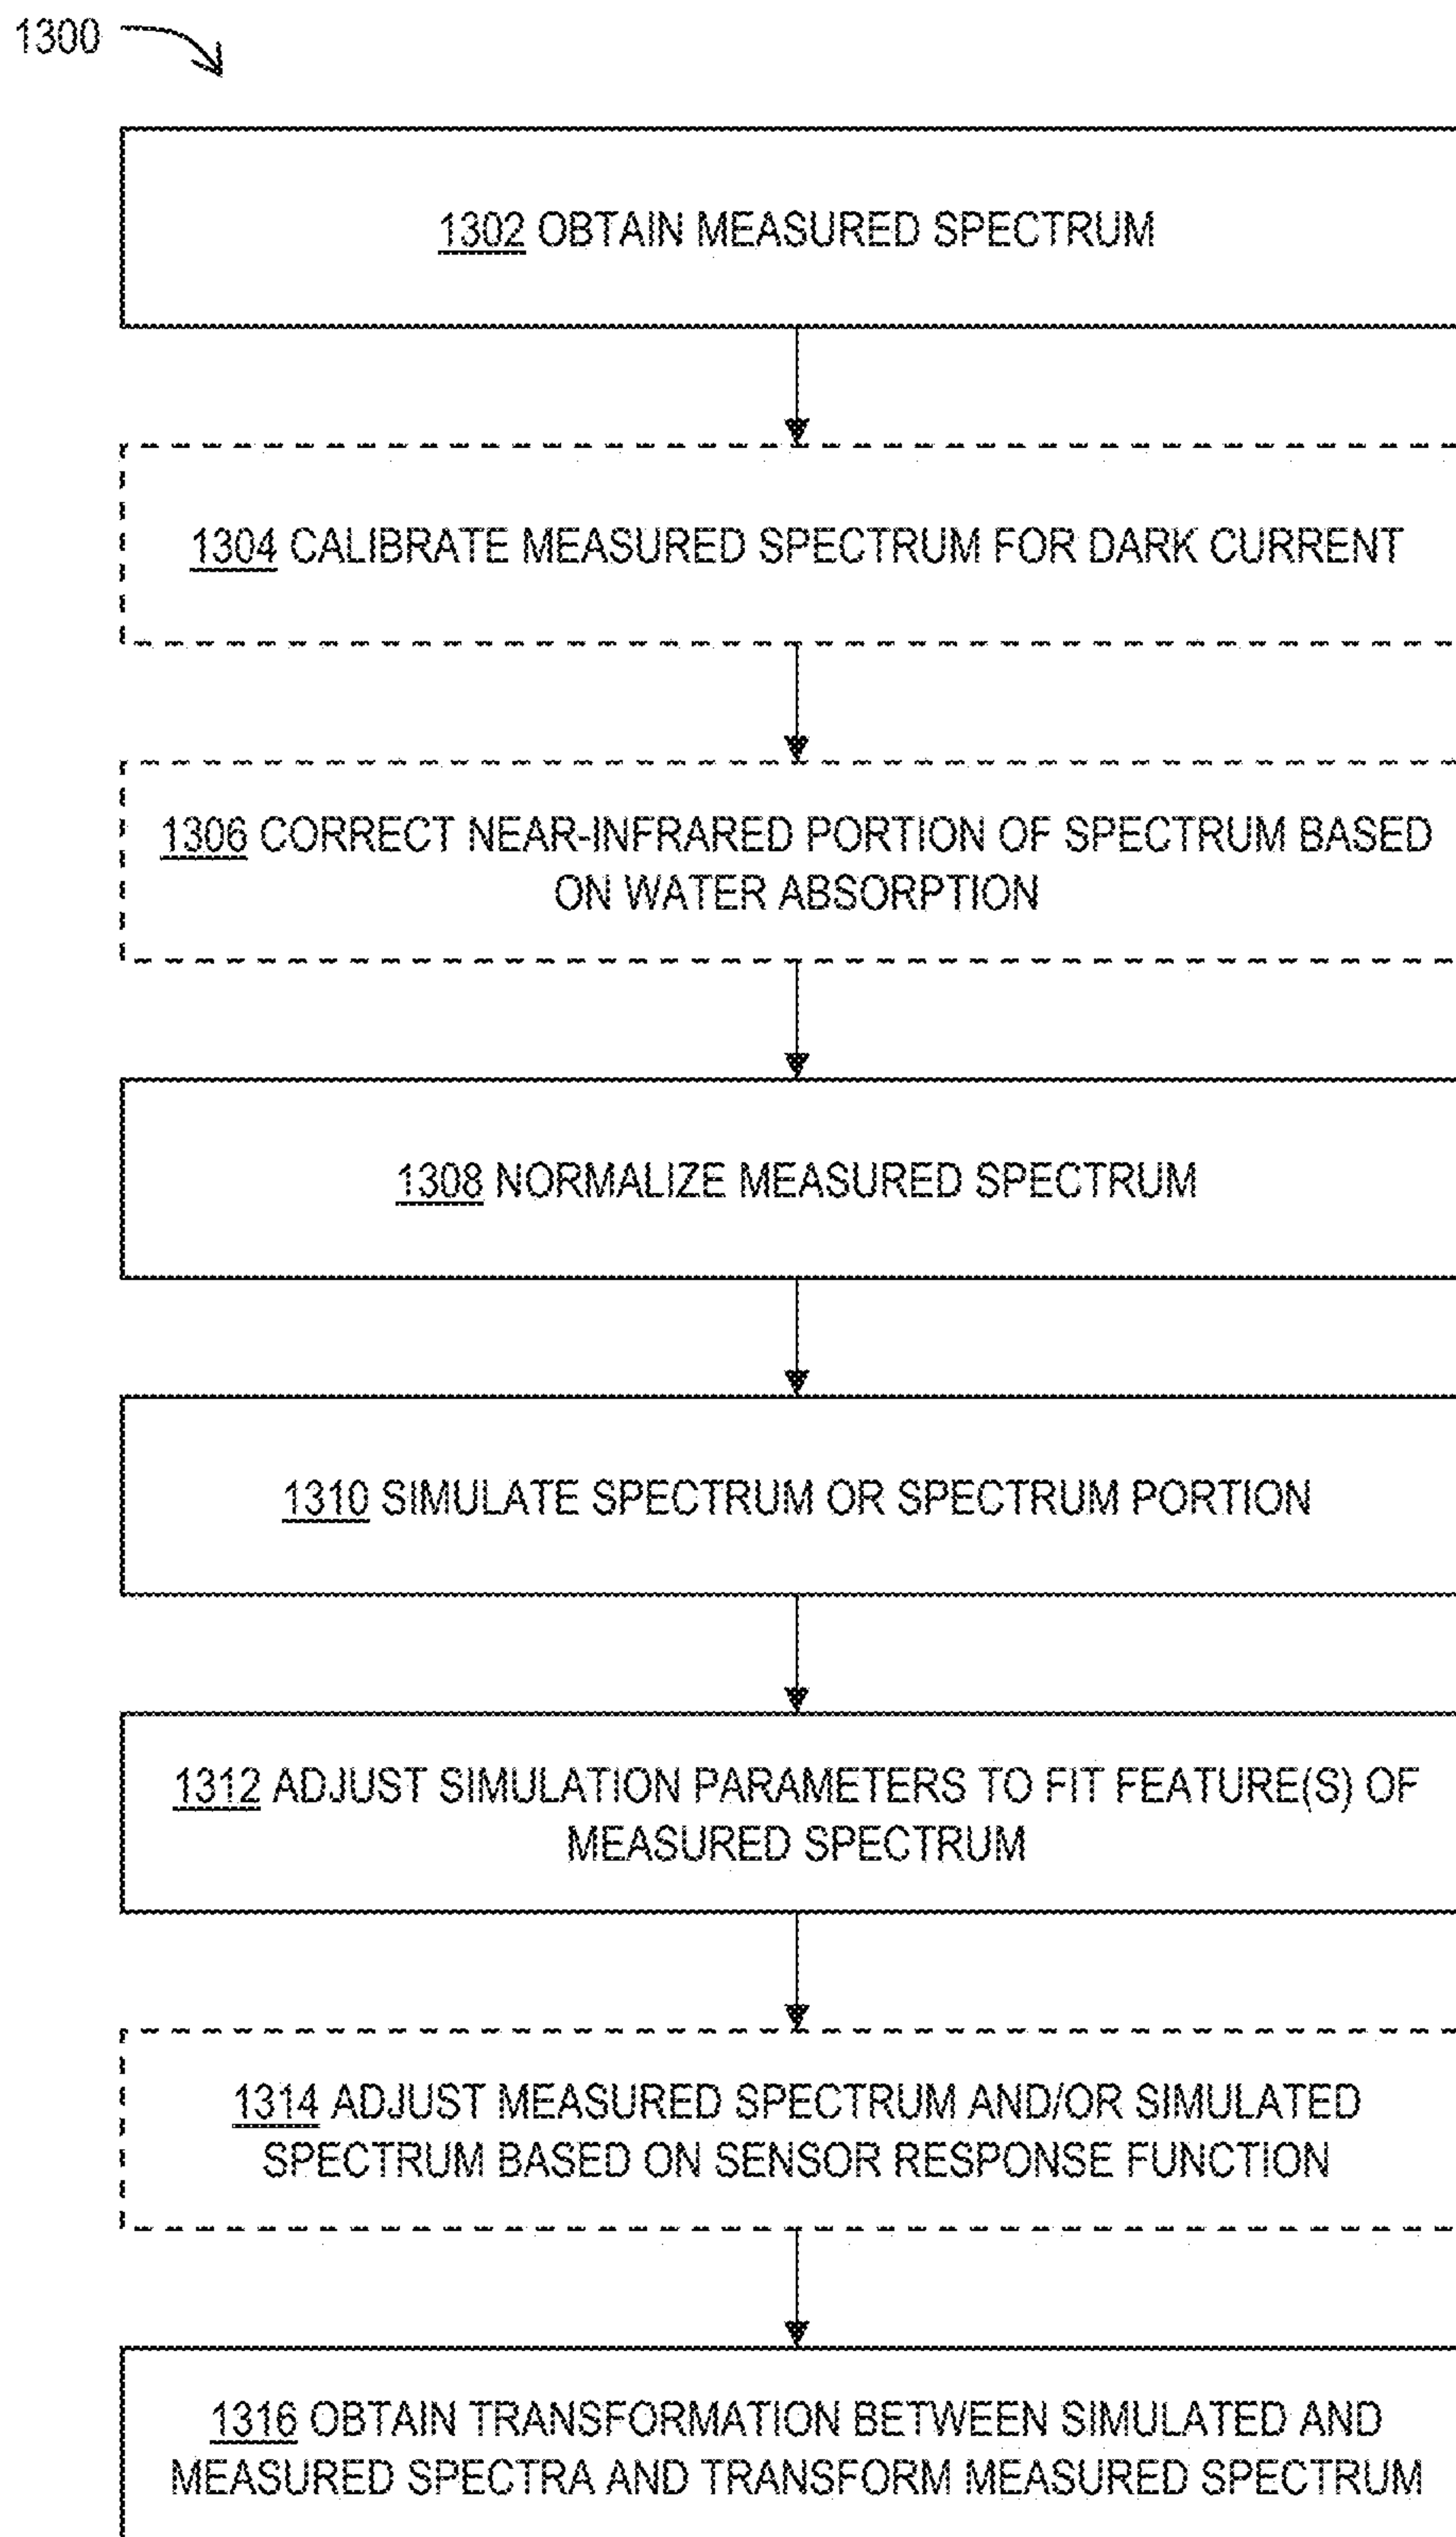 1300
1302 OBTAIN MEASURED SPECTRUM
1304 CALIBRATE MEASURED SPECTRUM FOR DARK CURRENT
1306 CORRECT NEAR-INFRARED PORTION OF SPECTRUM BASED
ON WATER ABSORPTION
1308 NORMALIZE MEASURED SPECTRUM
1310 SIMULATE SPECTRUM OR SPECTRUM PORTION
1312 ADJUST SIMULATION PARAMETERS TO FIT FEATURE(S) OF
MEASURED SPECTRUM
1314 ADJUST MEASURED SPECTRUM AND/OR SIMULATED
SPECTRUM BASED ON SENSOR RESPONSE FUNCTION
1316 OBTAIN TRANSFORMATION BETWEEN SIMULATED AND
MEASURED SPECTRA AND TRANSFORM MEASURED SPECTRUM